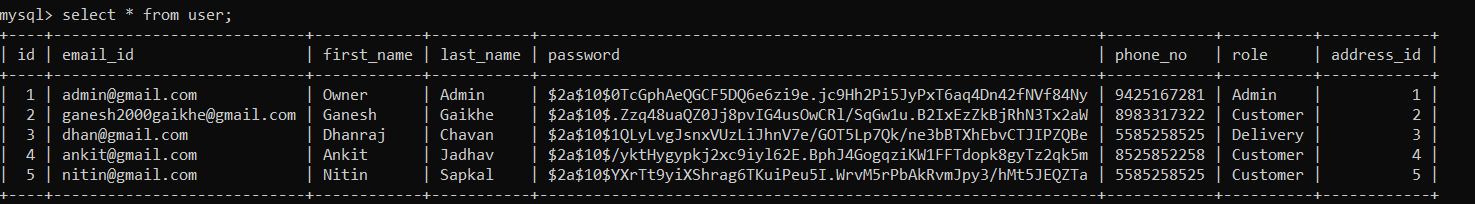 mysql> select * from user;
+----+---------------------------+------------+-----------+--------------------------------------------------------------+------------+----------+------------+
| id | email_id | first_name | last_name | password | phone_no | role | address_id |
+----+---------------------------+------------+-----------+--------------------------------------------------------------+------------+----------+------------+
| 1 | admin@gmail.com | Owner | Admin | $2a$10$0TcGphAeQGCF5DQ6e6zi9e.jc9Hh2Pi5JyPxT6aq4Dn42fNVf84Ny | 9425167281 | Admin | 1 |
| 2 | ganesh2000gaikhe@gmail.com | Ganesh | Gaikhe | $2a$10$.Zzq48uaQZ0Jj8pvIG4usOwCRl/SqGw1u.B2IxEzZkBjRhN3Tx2aW | 8983317322 | Customer | 2 |
| 3 | dhan@gmail.com | Dhanraj | Chavan | $2a$10$1QLyLvgJsnxVUzLiJhnV7e/GOT5Lp7Qk/ne3bBTXhEbvCTJIPZQBe | 5585258525 | Delivery | 3 |
| 4 | ankit@gmail.com | Ankit | Jadhav | $2a$10$/yktHygypkj2xc9iyl62E.BphJ4GogqziKW1FFTdopk8gyTz2qk5m | 8525852258 | Customer | 4 |
| 5 | nitin@gmail.com | Nitin | Sapkal | $2a$10$YXrTt9yiXShrag6TKuiPeu5I.WrvM5rPbAkRvmJpy3/hMt5JEQZTa | 5585258525 | Customer | 5 |
+----+---------------------------+------------+-----------+--------------------------------------------------------------+------------+----------+------------+